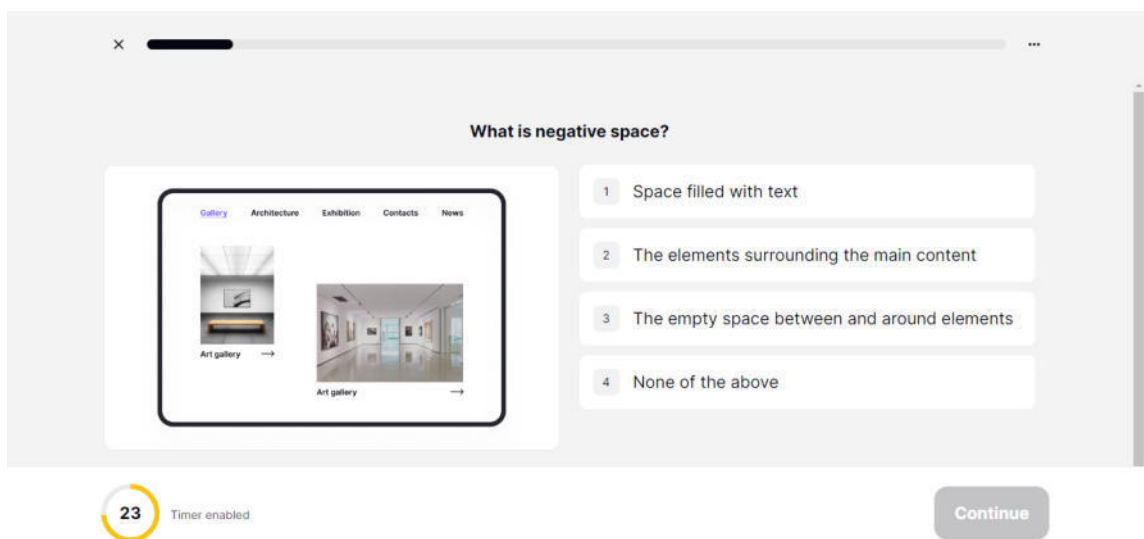 What is negative space?
Gallery Architecture Exhibition Contacts News
Art gallery
Art gallery
1 Space filled with text
2 The elements surrounding the main content
3 The empty space between and around elements
4 None of the above
23 Timer enabled
Continue